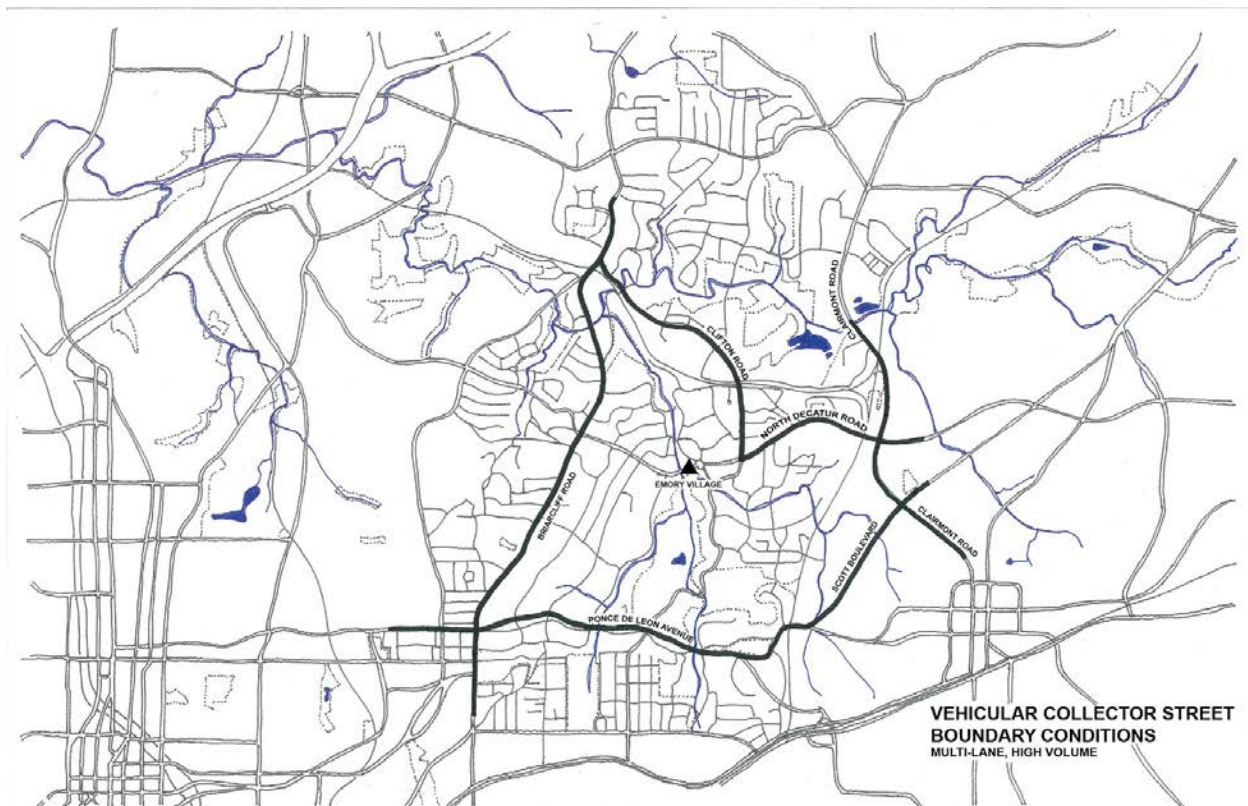 CLAIRMONT ROAD
CLIFTON ROAD
NORTH DECATUR ROAD
EMORY VILLAGE
BRIARCLIFF ROAD
CLAIRMONT ROAD
SCOTT BOULEVARD
PONCE DE LEON AVENUE
VEHICULAR COLLECTOR STREET
BOUNDARY CONDITIONS
MULTI-LANE, HIGH VOLUME